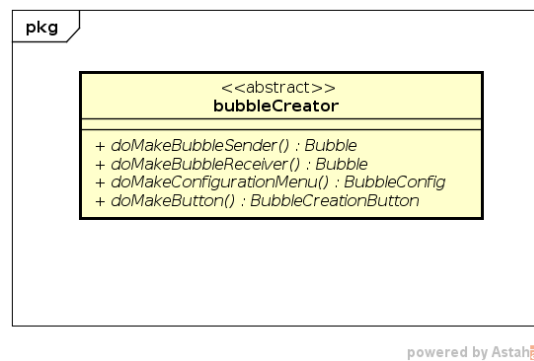 pkg
<<abstract>>
bubbleCreator
+ doMakeBubbleSender() : Bubble
+ doMakeBubbleReceiver() : Bubble
+ doMakeConfigurationMenu() : BubbleConfig
+ doMakeButton() : BubbleCreationButton
powered by Astah